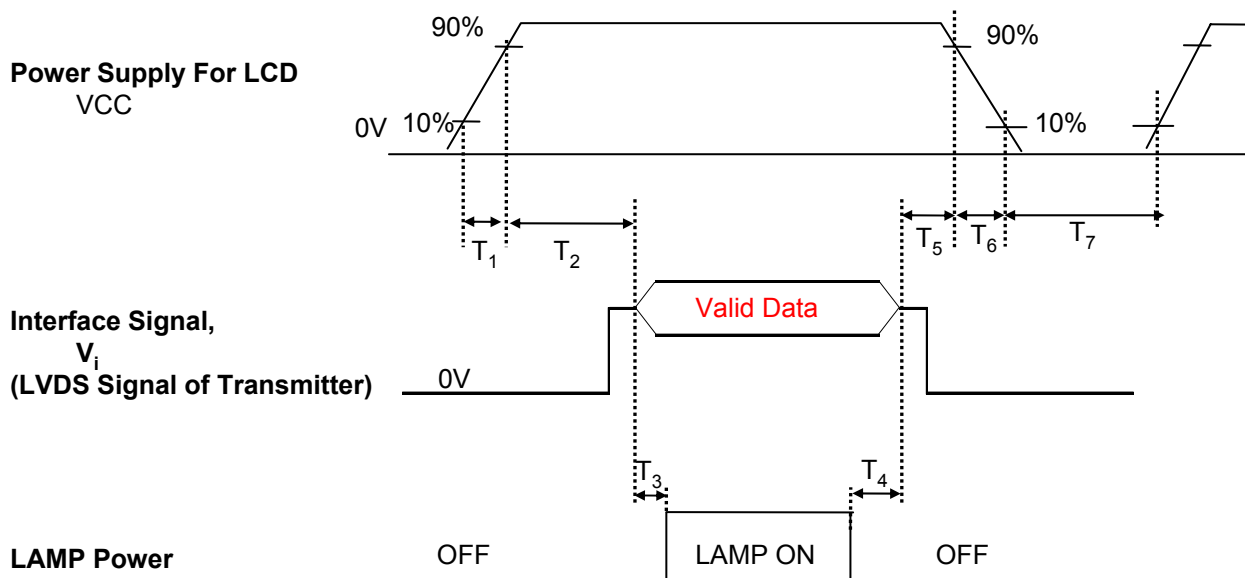 90%
90%
Power Supply For LCD
VCC
0V
10%
10%
T1
T2
T5
T6
T7
Valid Data
Interface Signal,
Vi
(LVDS Signal of Transmitter)
0V
T3
T4
LAMP Power
OFF
LAMP ON
OFF